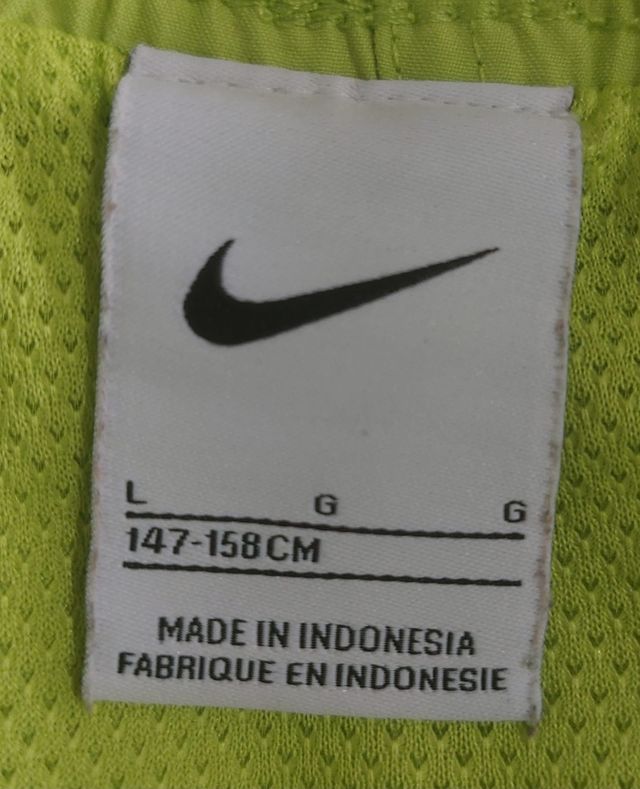 L G G
147-158CM
MADE IN INDONESIA
FABRIQUE EN INDONESIE